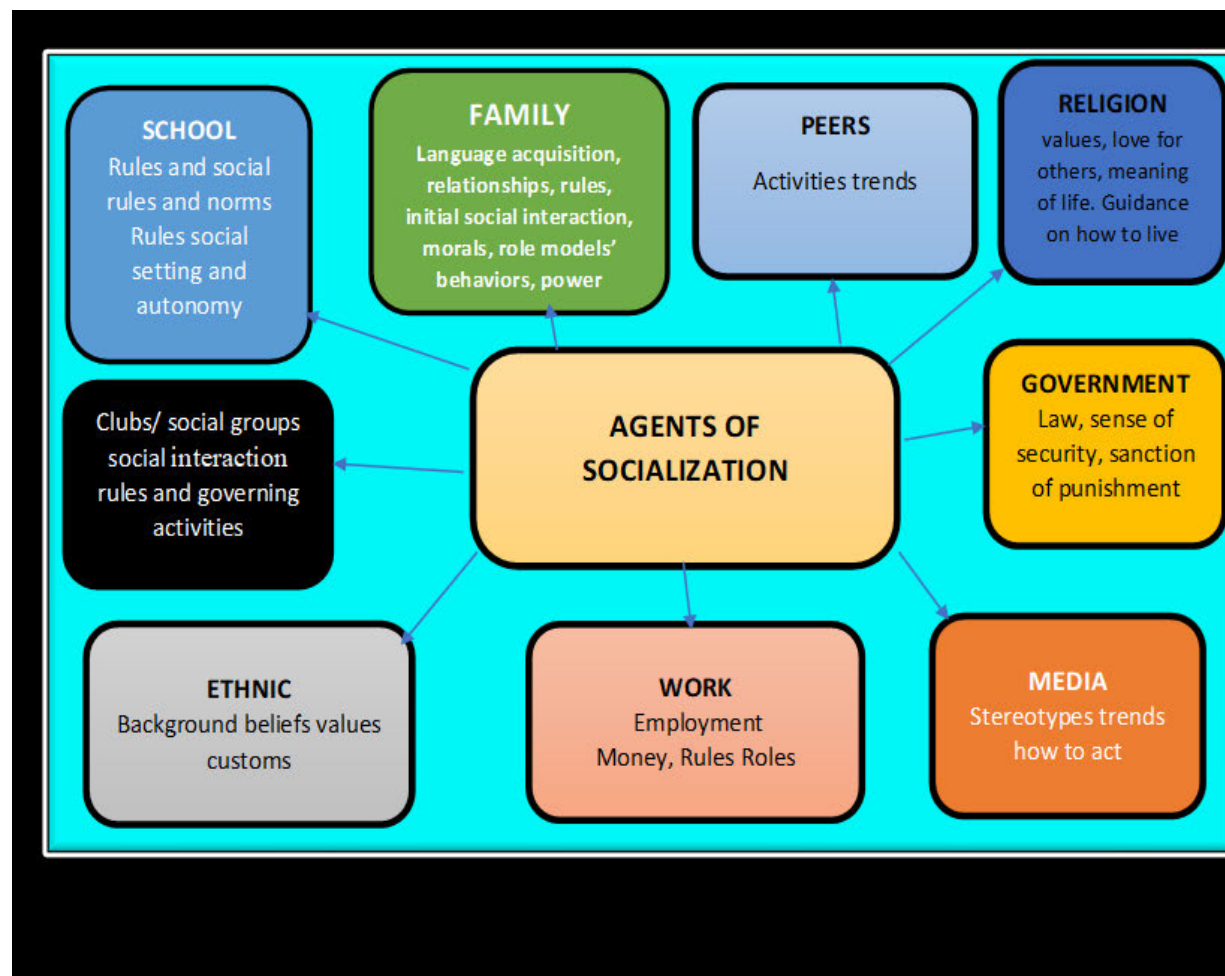 SCHOOL
Rules and social
rules and norms
Rules social
setting and
autonomy
FAMILY
Language acquisition,
relationships, rules,
initial social interaction,
morals, role models’
behaviors, power
PEERS
Activities trends
RELIGION
values, love for
others, meaning
of life. Guidance
on how to live
AGENTS OF
SOCIALIZATION
GOVERNMENT
Law, sense of
security, sanction
of punishment
Clubs/ social groups
social interaction
rules and governing
activities
ETHNIC
Background beliefs values
customs
WORK
Employment
Money, Rules Roles
MEDIA
Stereotypes trends
how to act